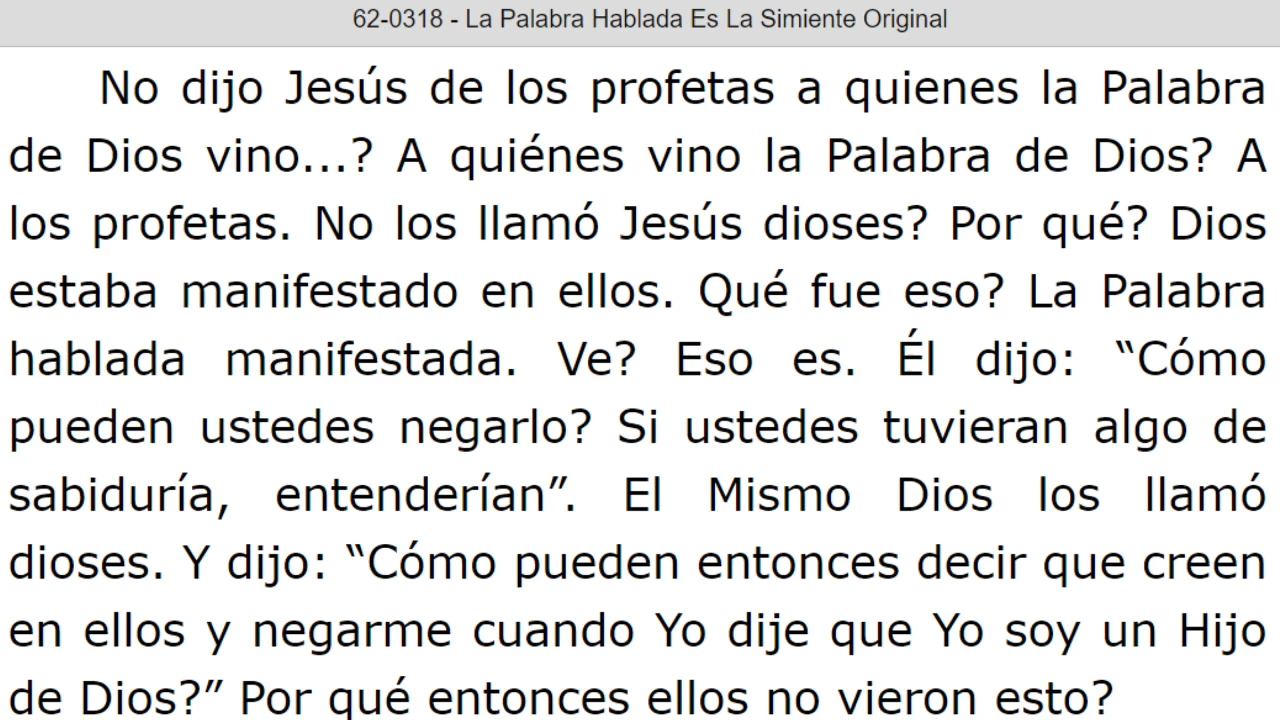 62-0318 - La Palabra Hablada Es La Simiente Original
No dijo Jesús de los profetas a quienes la Palabra
de Dios vino...? A quiénes vino la Palabra de Dios? A
los profetas. No los llamó Jesús dioses? Por qué? Dios
estaba manifestado en ellos. Qué fue eso? La Palabra
hablada manifestada. Ve? Eso es. Él dijo: “Cómo
pueden ustedes negarlo? Si ustedes tuvieran algo de
sabiduría, entenderían”. El Mismo Dios los llamó
dioses. Y dijo: “Cómo pueden entonces decir que creen
en ellos y negarme cuando Yo dije que Yo soy un Hijo
de Dios?” Por qué entonces ellos no vieron esto?